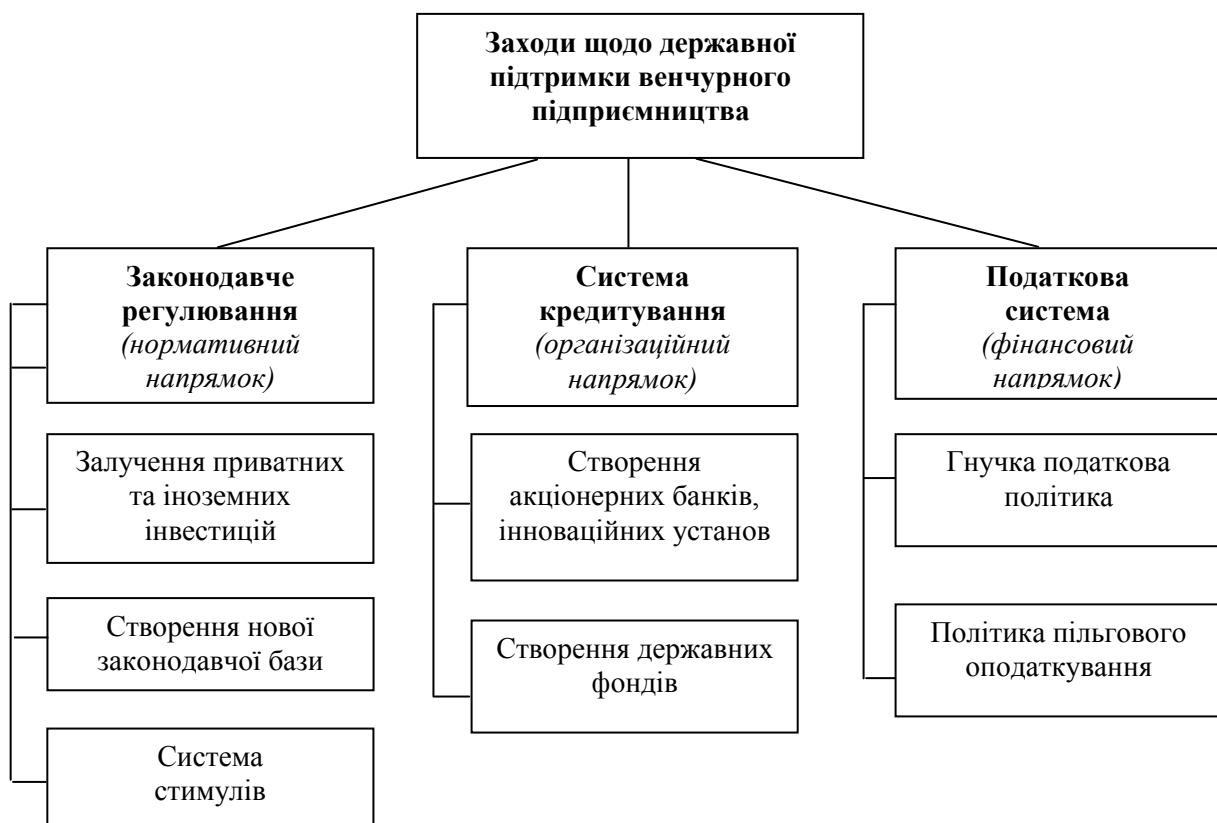 Заходи щодо державної
підтримки венчурного
підприємництва
Законодавче
регулювання
(нормативний
напрямок)
Залучення приватних
та іноземних
інвестицій
Створення нової
законодавчої бази
Система
стимулів
Система
кредитування
(організаційний
напрямок)
Створення
акціонерних банків,
інноваційних установ
Створення державних
фондів
Податкова
система
(фінансовий
напрямок)
Гнучка податкова
політика
Політика пільгового
оподаткування